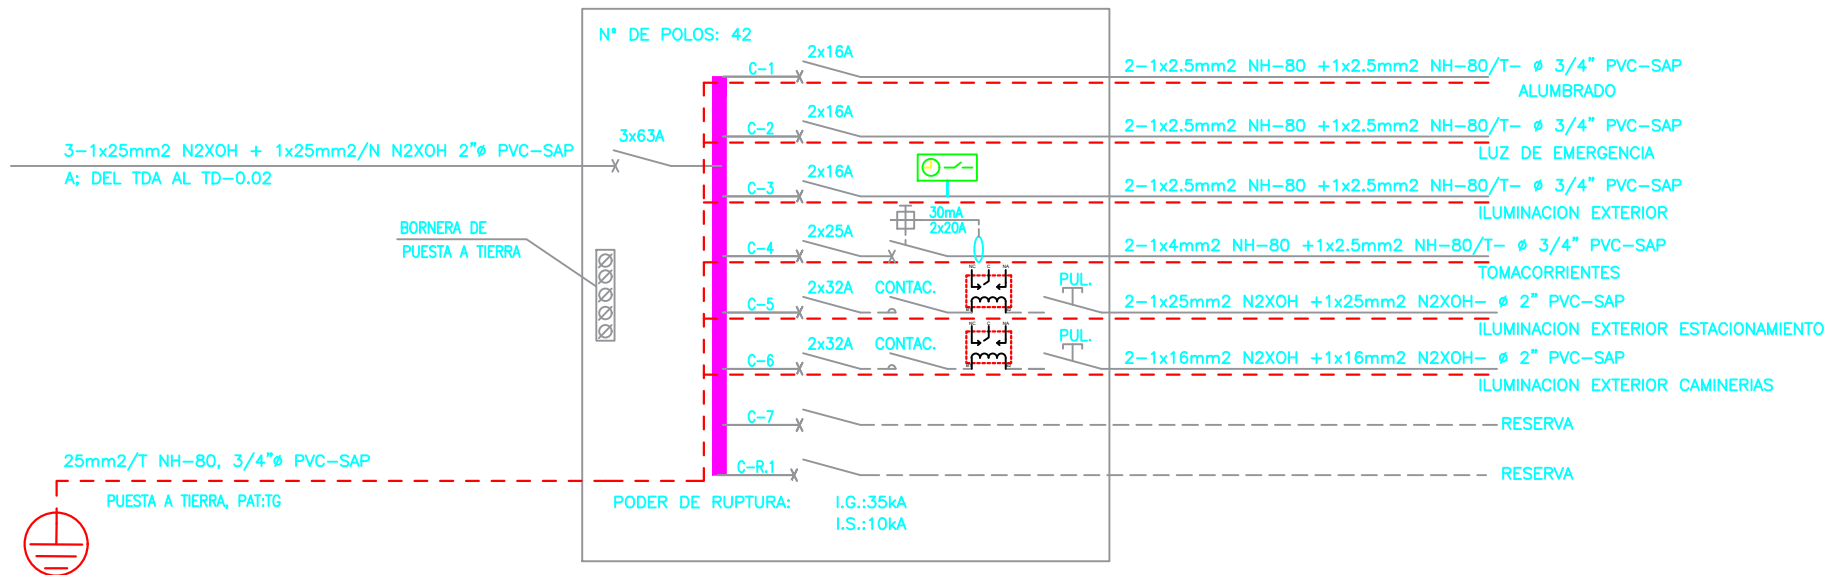 N° DE POLOS: 42
3-1x25mm2 N2XOH + 1x25mm2/N N2XOH 2"ø PVC-SAP
A; DEL TDA AL TD-0.02
3x63A
BORNERA DE
PUESTA A TIERRA
C-1
2x16A
2-1x2.5mm2 NH-80 +1x2.5mm2 NH-80/T- ø 3/4" PVC-SAP
ALUMBRADO
C-2
2x16A
2-1x2.5mm2 NH-80 +1x2.5mm2 NH-80/T- ø 3/4" PVC-SAP
LUZ DE EMERGENCIA
C-3
2x16A
2-1x2.5mm2 NH-80 +1x2.5mm2 NH-80/T- ø 3/4" PVC-SAP
ILUMINACION EXTERIOR
C-4
2x25A
30mA
2x20A
2-1x4mm2 NH-80 +1x2.5mm2 NH-80/T- ø 3/4" PVC-SAP
TOMACORRIENTES
C-5
2x32A
CONTAC.
NC C NA
PUL.
2-1x25mm2 N2XOH +1x25mm2 N2XOH- ø 2" PVC-SAP
ILUMINACION EXTERIOR ESTACIONAMIENTO
C-6
2x32A
CONTAC.
NC C NA
PUL.
2-1x16mm2 N2XOH +1x16mm2 N2XOH- ø 2" PVC-SAP
ILUMINACION EXTERIOR CAMINERIAS
C-7
RESERVA
C-R.1
RESERVA
25mm2/T NH-80, 3/4"ø PVC-SAP
PUESTA A TIERRA, PAT:TG
PODER DE RUPTURA: I.G.:35kA
I.S.:10kA